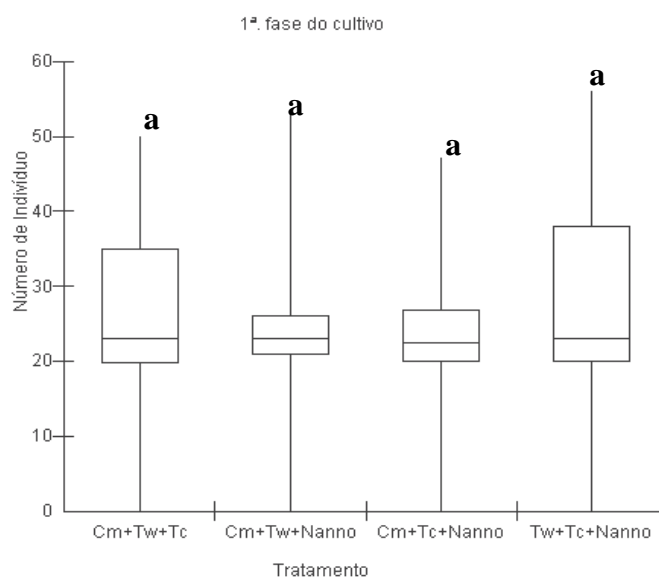 1ª. fase do cultivo
60
a
a
a
a
50
40
30
20
10
0
Número de Indivíduo
Cm+Tw+Tc
Cm+Tw+Nanno
Cm+Tc+Nanno
Tw+Tc+Nanno
Tratamento